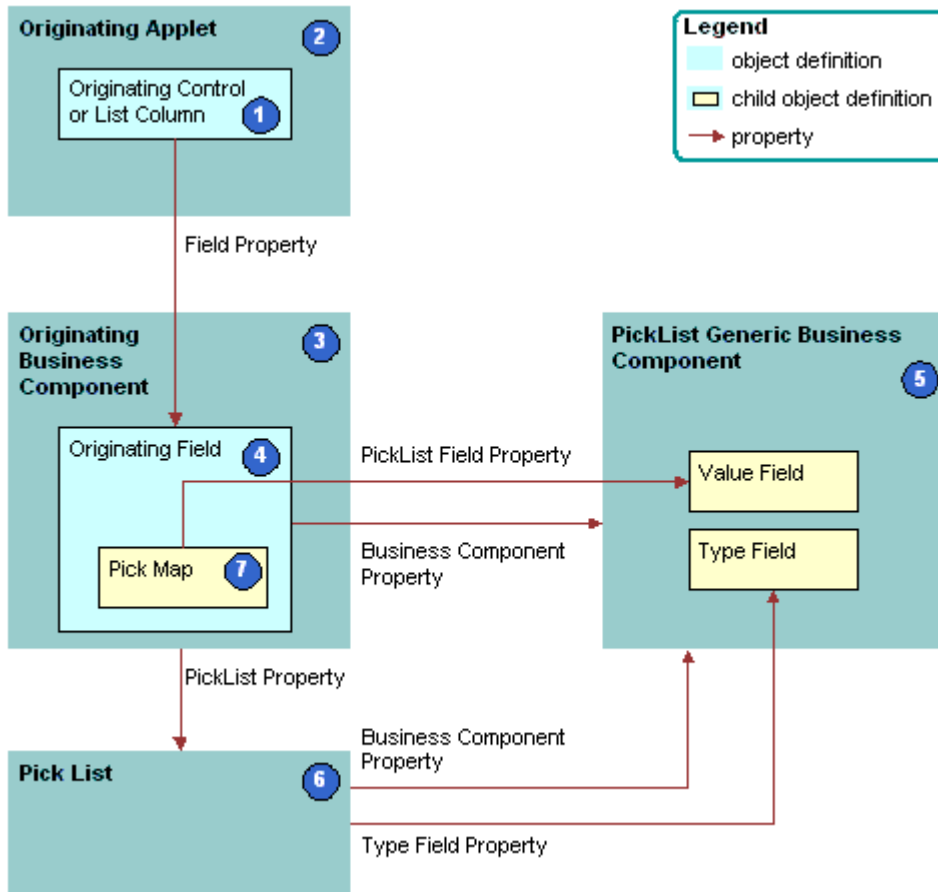 Originating Applet
2
Originating Control
or List Column
1
Legend
object definition
child object definition
property
Field Property
Originating
Business
Component
3
Originating Field
4
Pick Map
7
PickList Field Property
Business Component
Property
PickList Generic Business
Component
5
Value Field
Type Field
PickList Property
Pick List
6
Business Component
Property
Type Field Property